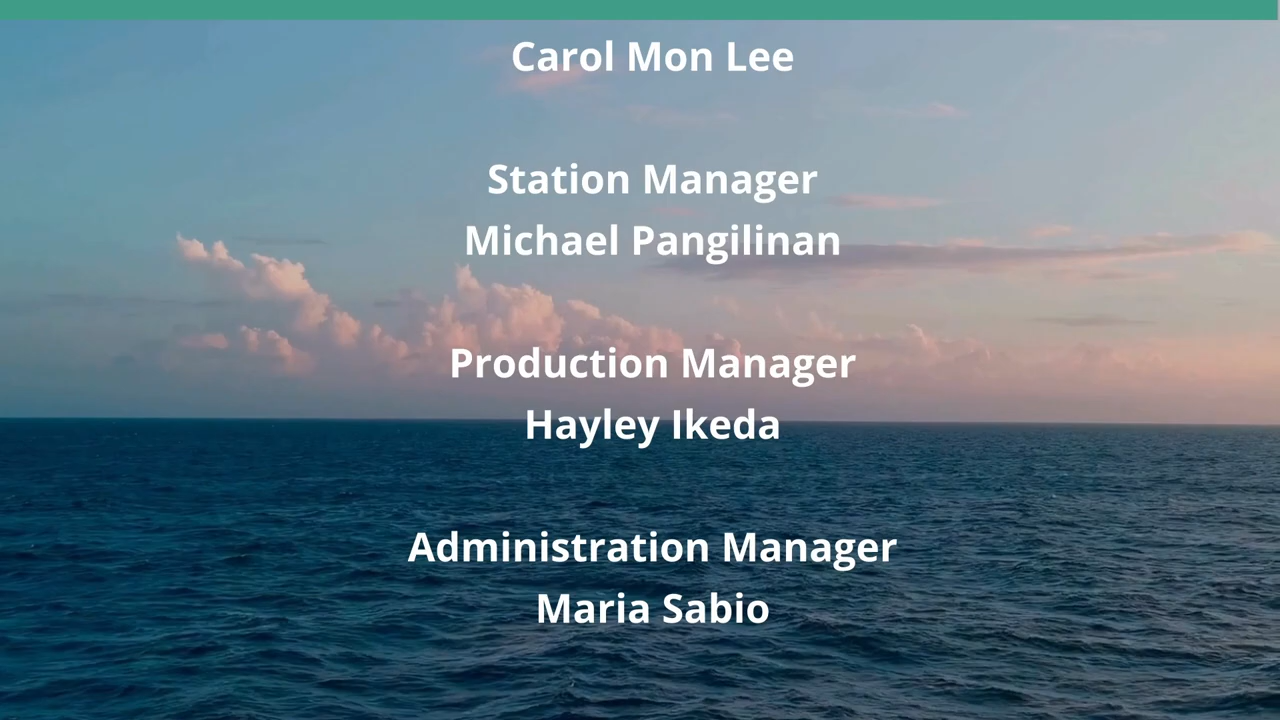 Carol Mon Lee
Station Manager
Michael Pangilinan
Production Manager
Hayley Ikeda
Administration Manager
Maria Sabio